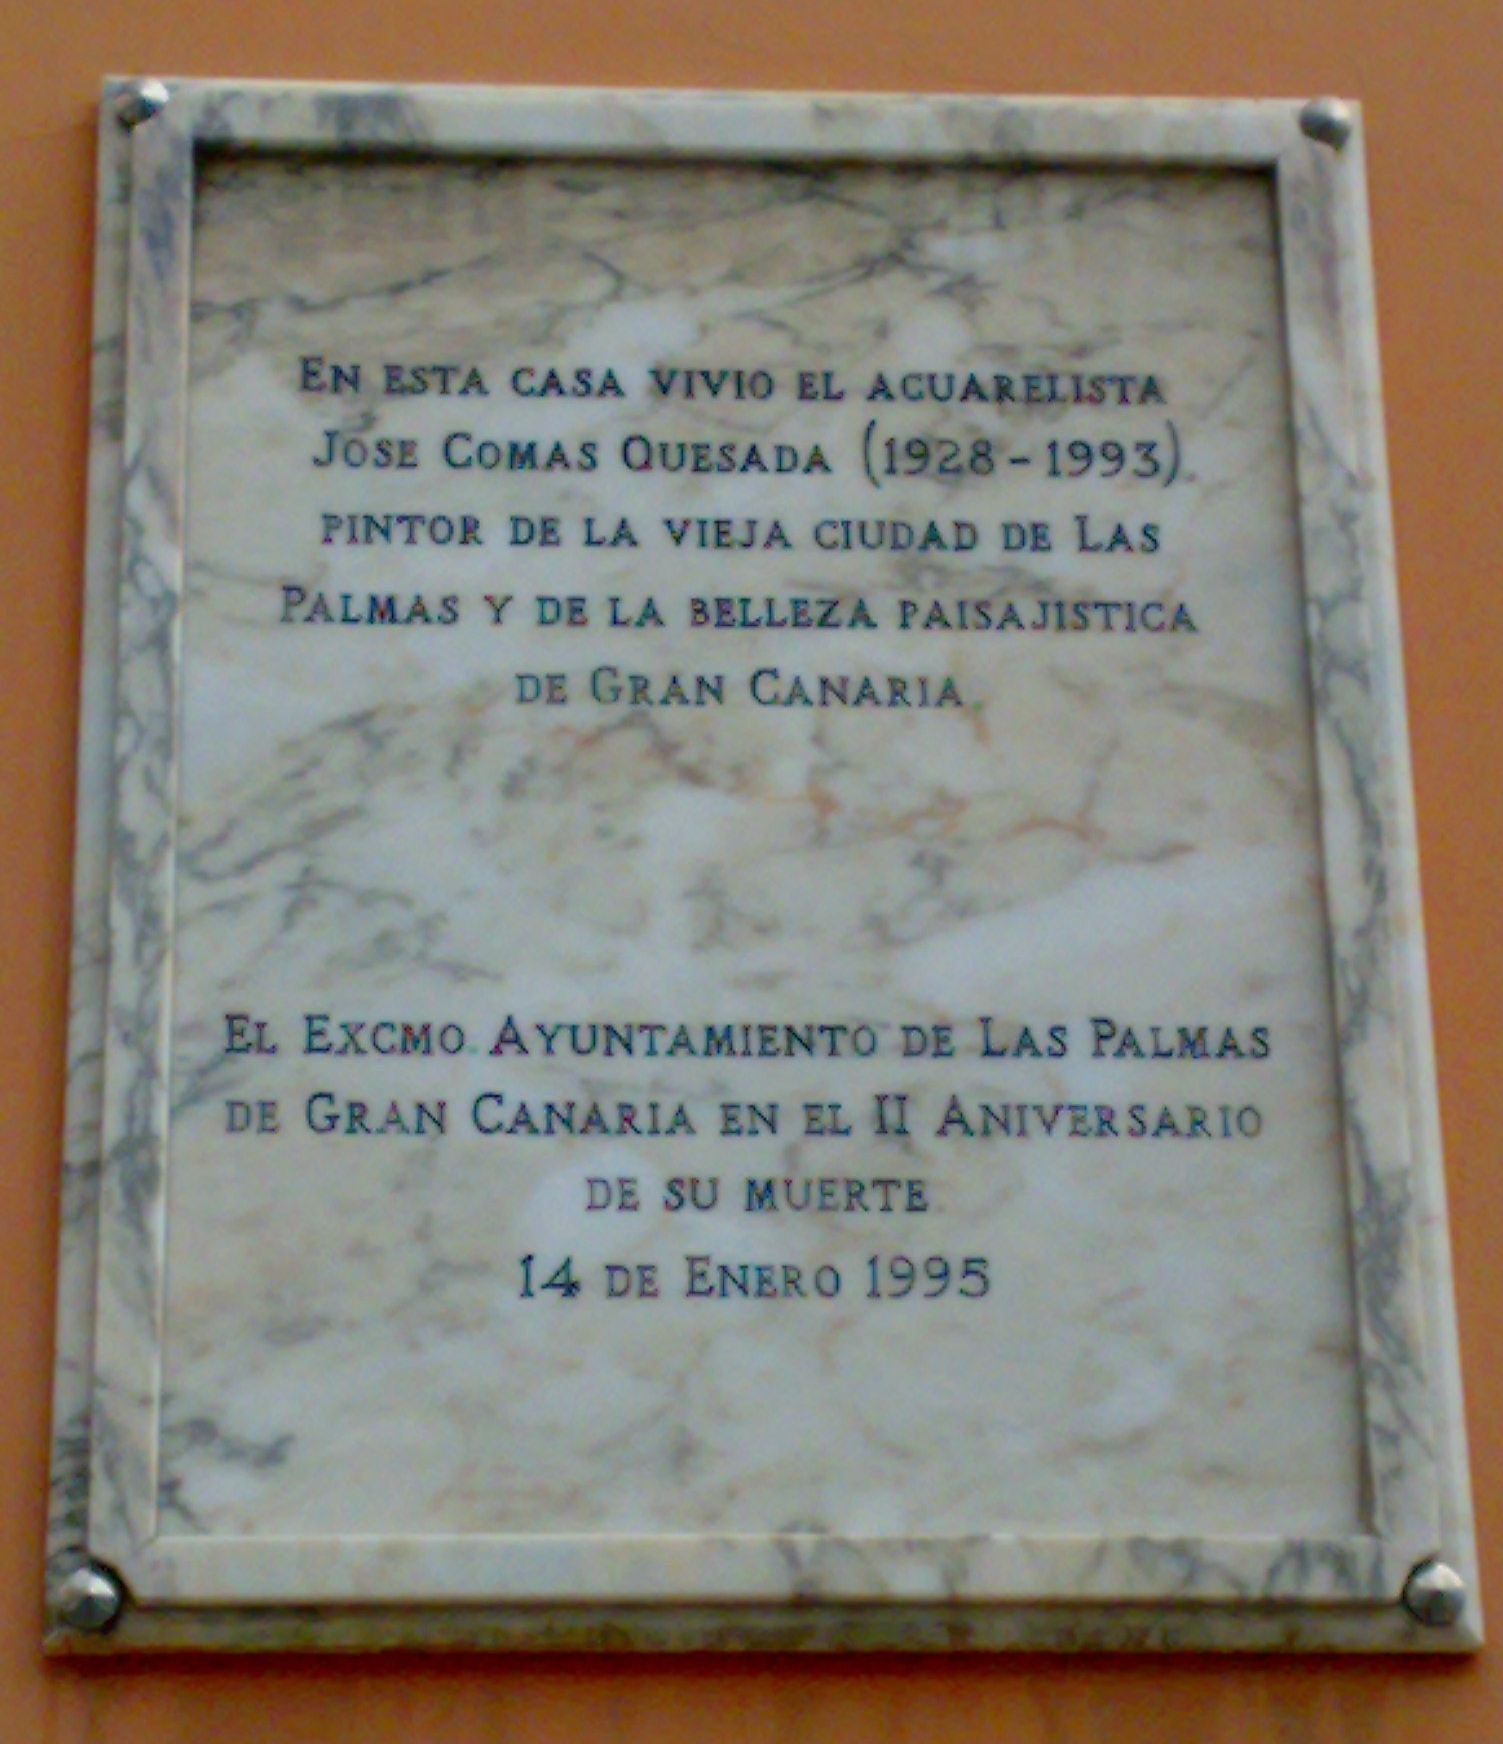 EN ESTA CASA VIVIO EL ACUARELISTA
JOSE COMAS QUESADA (1928-1993).
PINTOR DE LA VIEJA CIUDAD DE LAS
PALMAS Y DE LA BELLEZA PAISAJISTICA
DE GRAN CANARIA.
EL EXCMO. AYUNTAMIENTO DE LAS PALMAS
DE GRAN CANARIA EN EL II ANIVERSARIO
DE SU MUERTE.
14 DE ENERO 1995